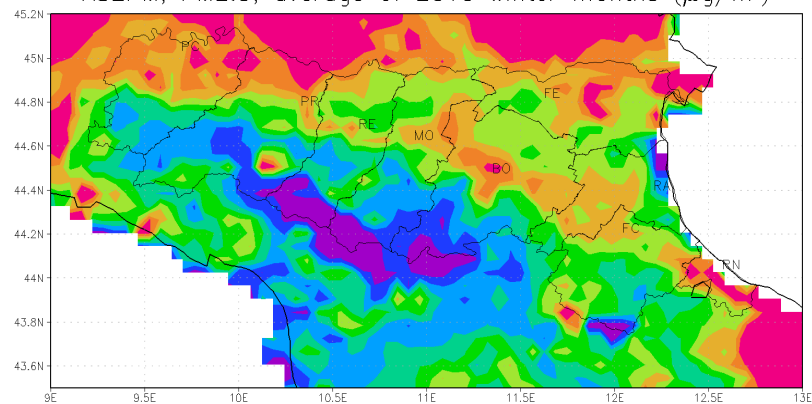 average of 2010 winter months (μg/m³)
45.2N
45N
PC
44.8N
PR
FE
RE
MO
44.6N
BO
44.4N
RA
44.2N
FC
RN
44N
43.8N
43.6N
9E 9.5E 10E 10.5E 11E 11.5E 12E 12.5E 13E